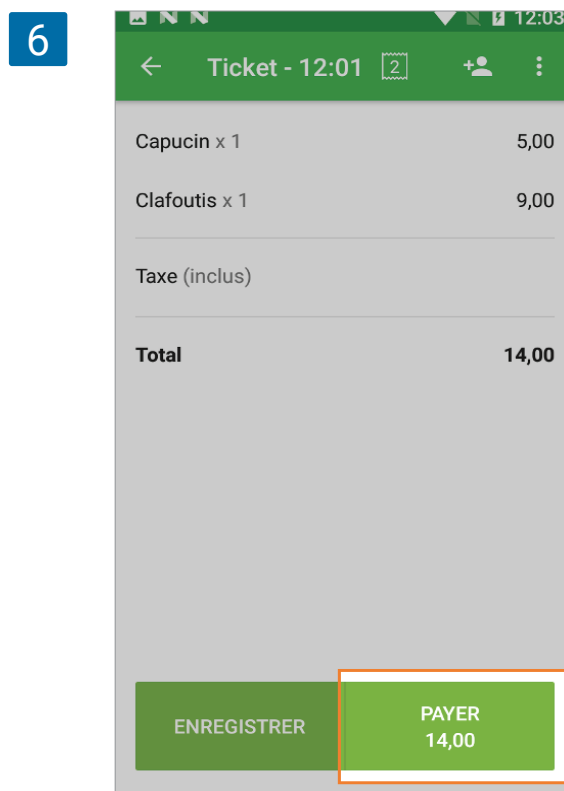 6
12:03
Ticket - 12:01 2
Capucin x 1 5,00
Clafoutis x 1 9,00
Taxe (inclus)
Total 14,00
ENREGISTRER
PAYER
14,00